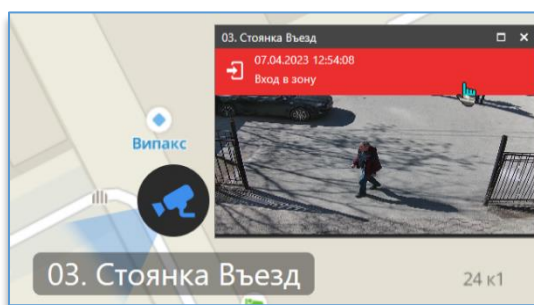 03. Стоянка Въезд
07.04.2023 12:54:08
Вход в зону
Випакс
03. Стоянка Въезд
24 к1